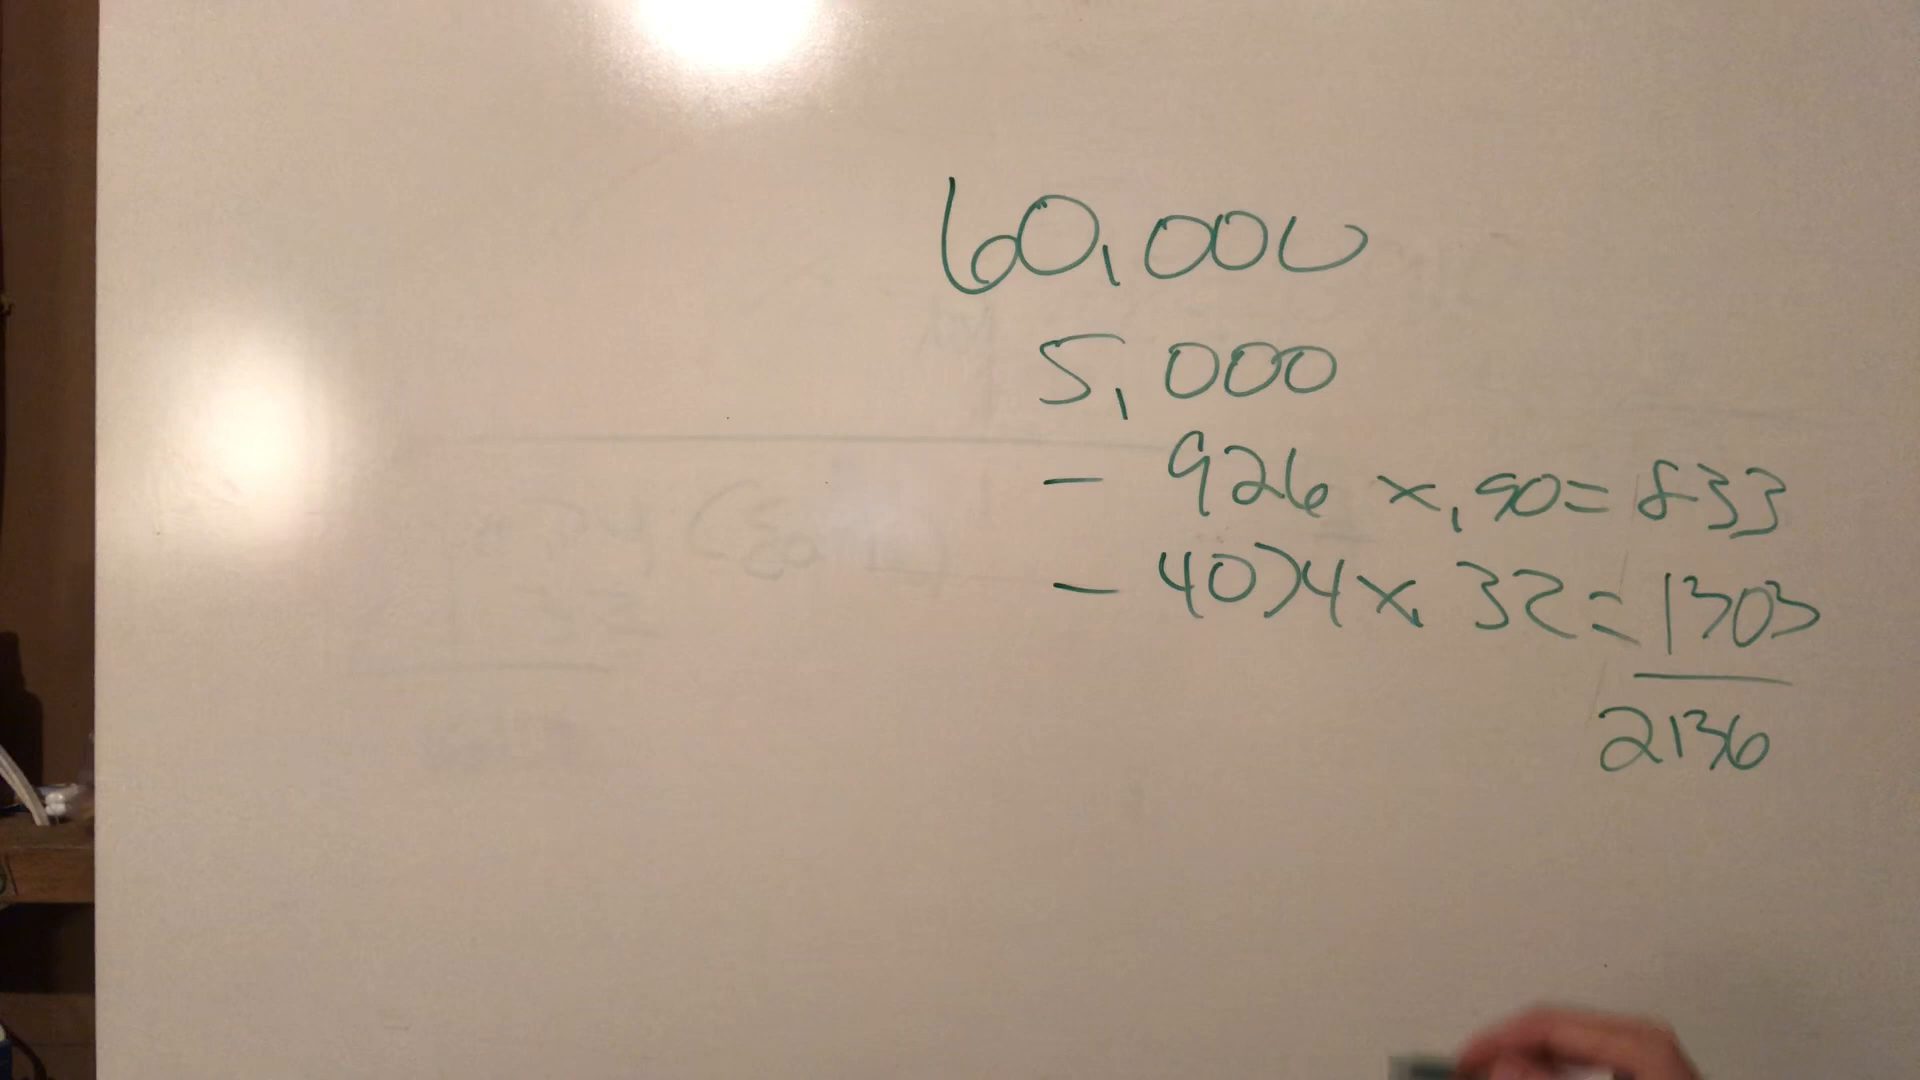 60,000
5,000
- 926 x .90 = 833
- 4074 x .32 = 1303
2136